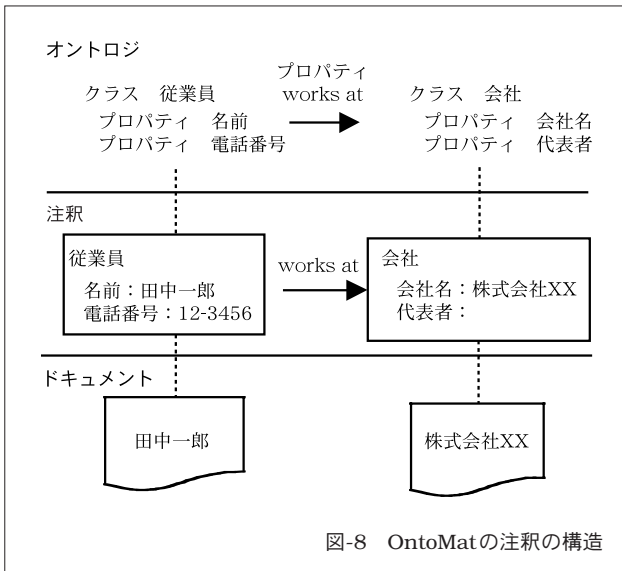 オントロジ
プロパティ
クラス 従業員 works at クラス 会社
プロパティ 名前 プロパティ 会社名
プロパティ 電話番号 プロパティ 代表者
注釈
従業員 works at 会社
名前：田中一郎 会社名：株式会社XX
電話番号：12-3456 代表者：
ドキュメント
田中一郎 株式会社XX
図-8 OntoMatの注釈の構造